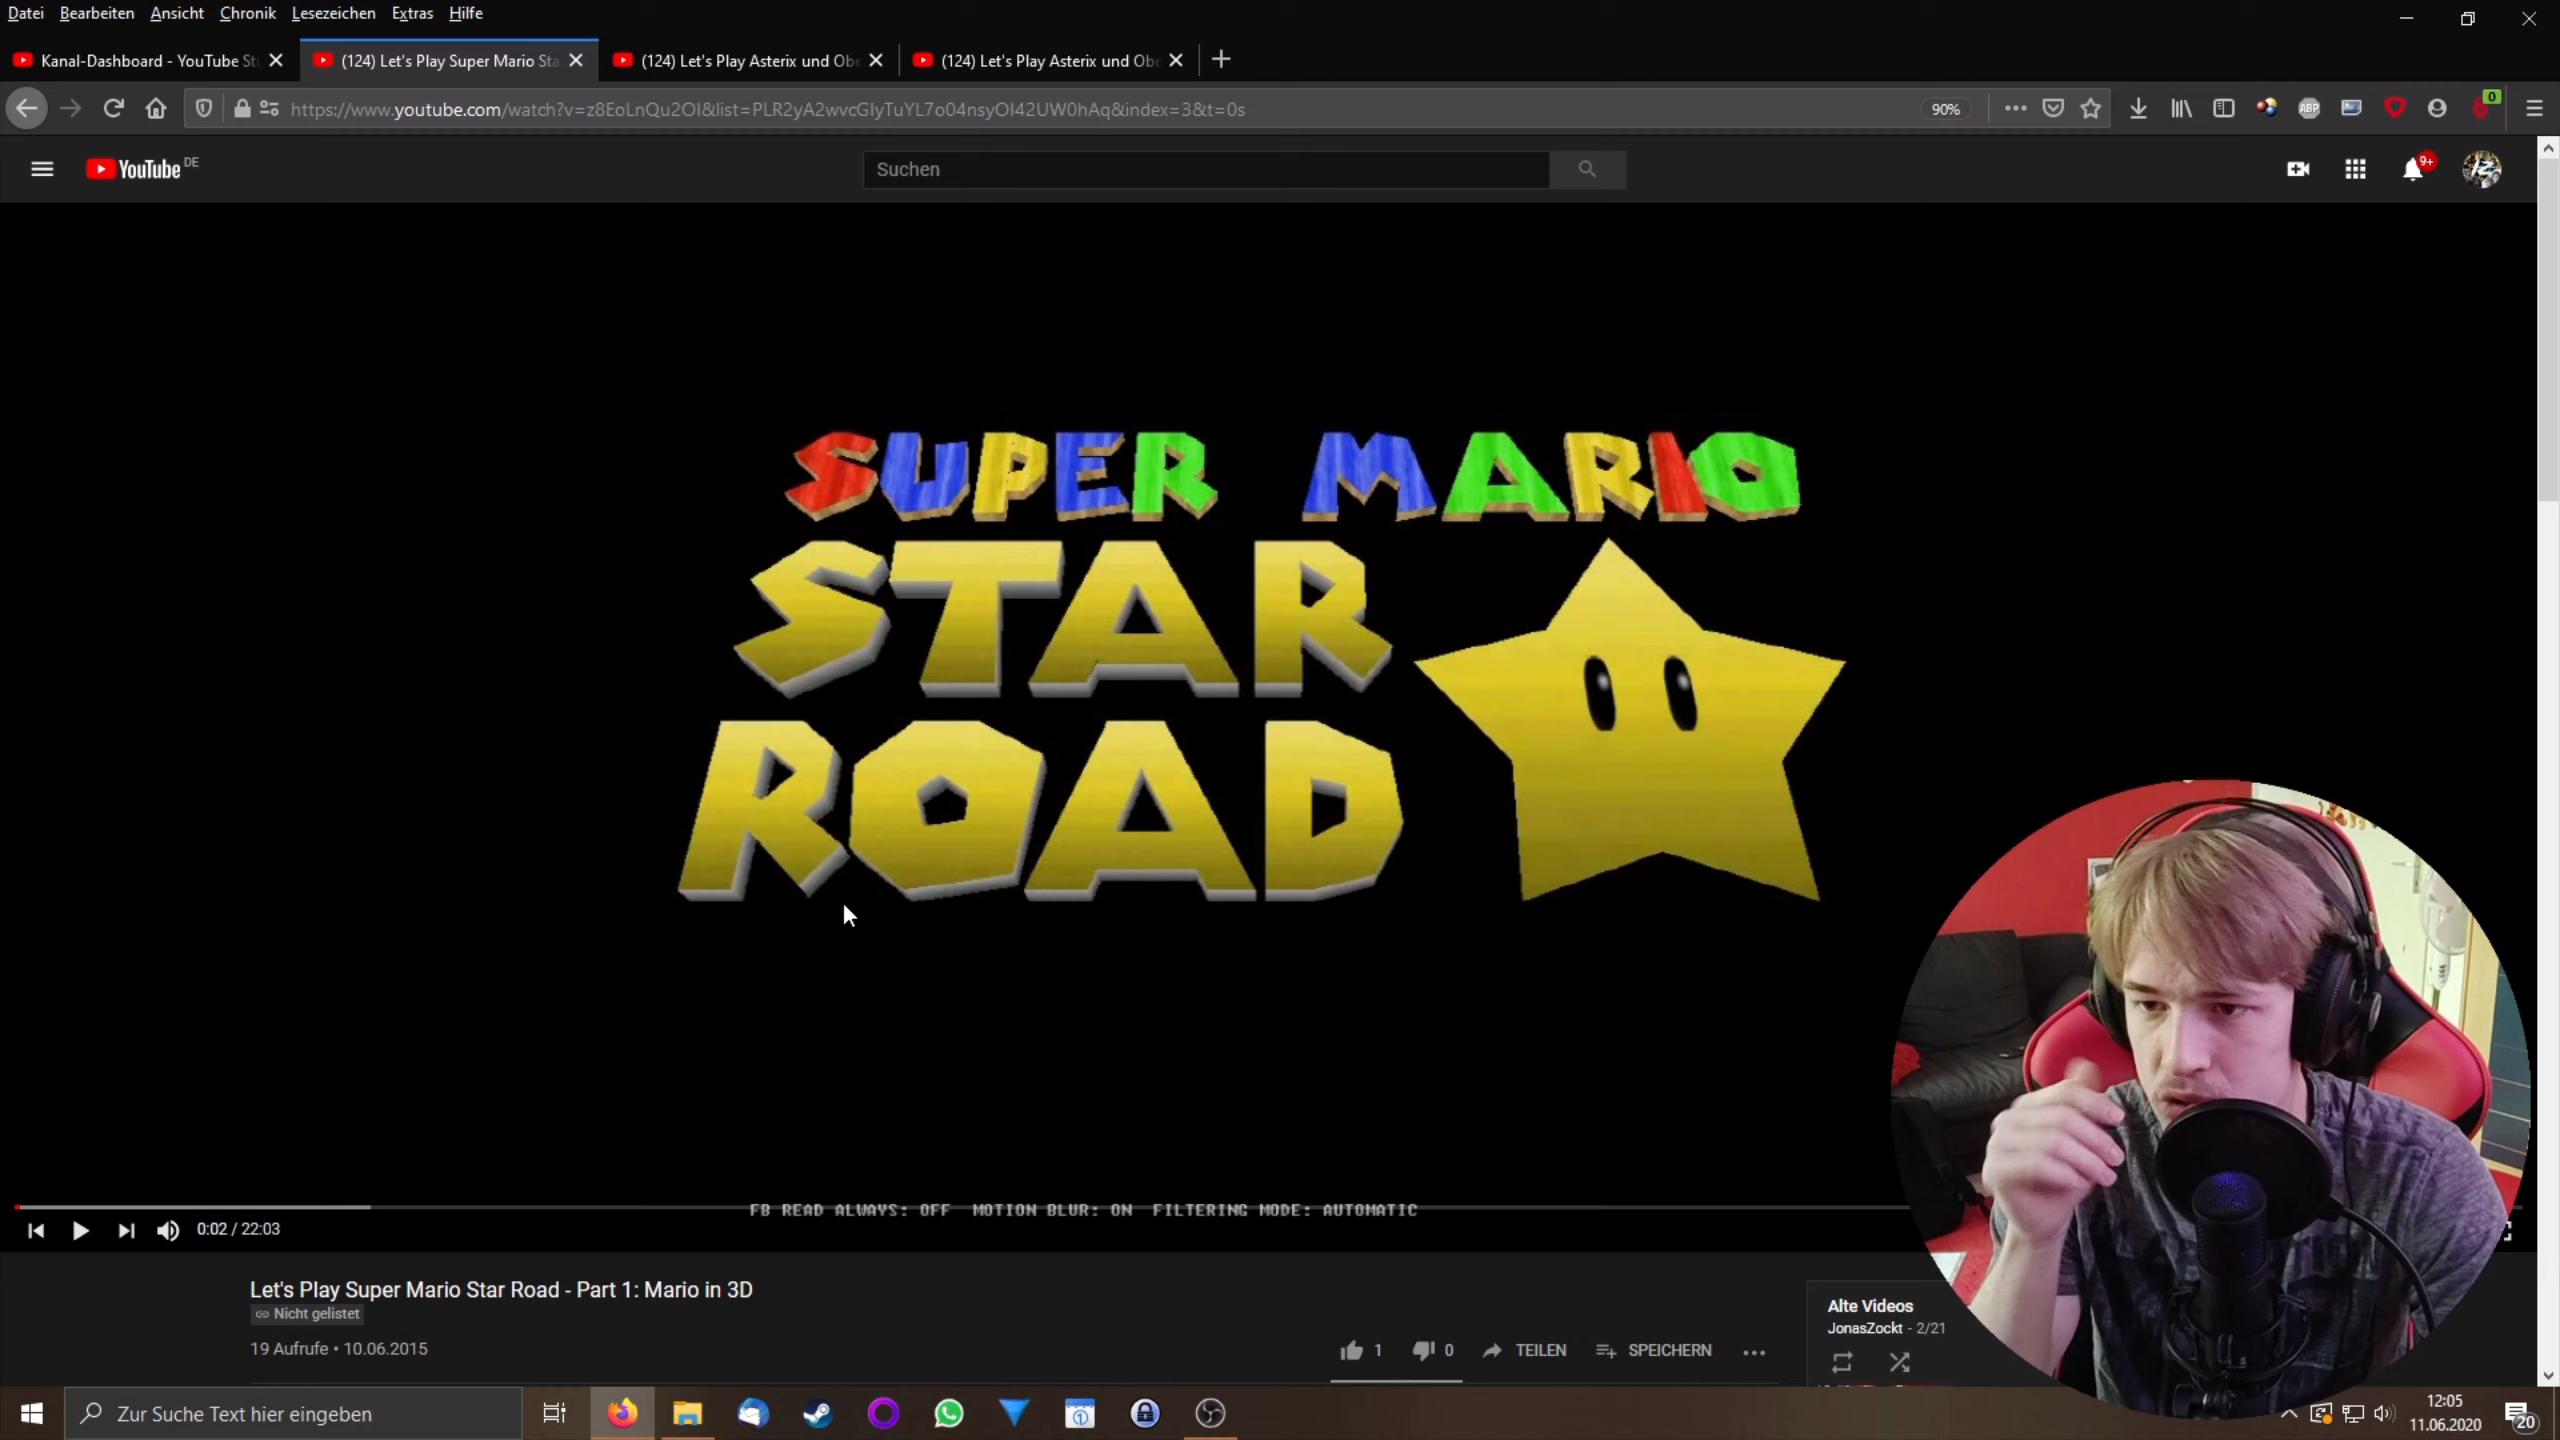 Datei Bearbeiten Ansicht Chronik Lesezeichen Extras Hilfe
Kanal-Dashboard - YouTube St
(124) Let's Play Super Mario Sta
(124) Let's Play Asterix und Obe
(124) Let's Play Asterix und Obe
https://www.youtube.com/watch?v=z8EoLnQu2OI&list=PLR2yA2wvcGIyTuYL7o04nsyOI42UW0hAq&index=3&t=0s
90%
ABP
0
YouTube DE
Suchen
9+
SUPER MARIO
STAR
ROAD
FB READ ALWAYS: OFF MOTION BLUR: ON FILTERING MODE: AUTOMATIC
0:02 / 22:03
Let's Play Super Mario Star Road - Part 1: Mario in 3D
Nicht gelistet
19 Aufrufe • 10.06.2015
1
0
TEILEN
SPEICHERN
Alte Videos
JonasZockt - 2/21
Zur Suche Text hier eingeben
12:05
11.06.2020
20